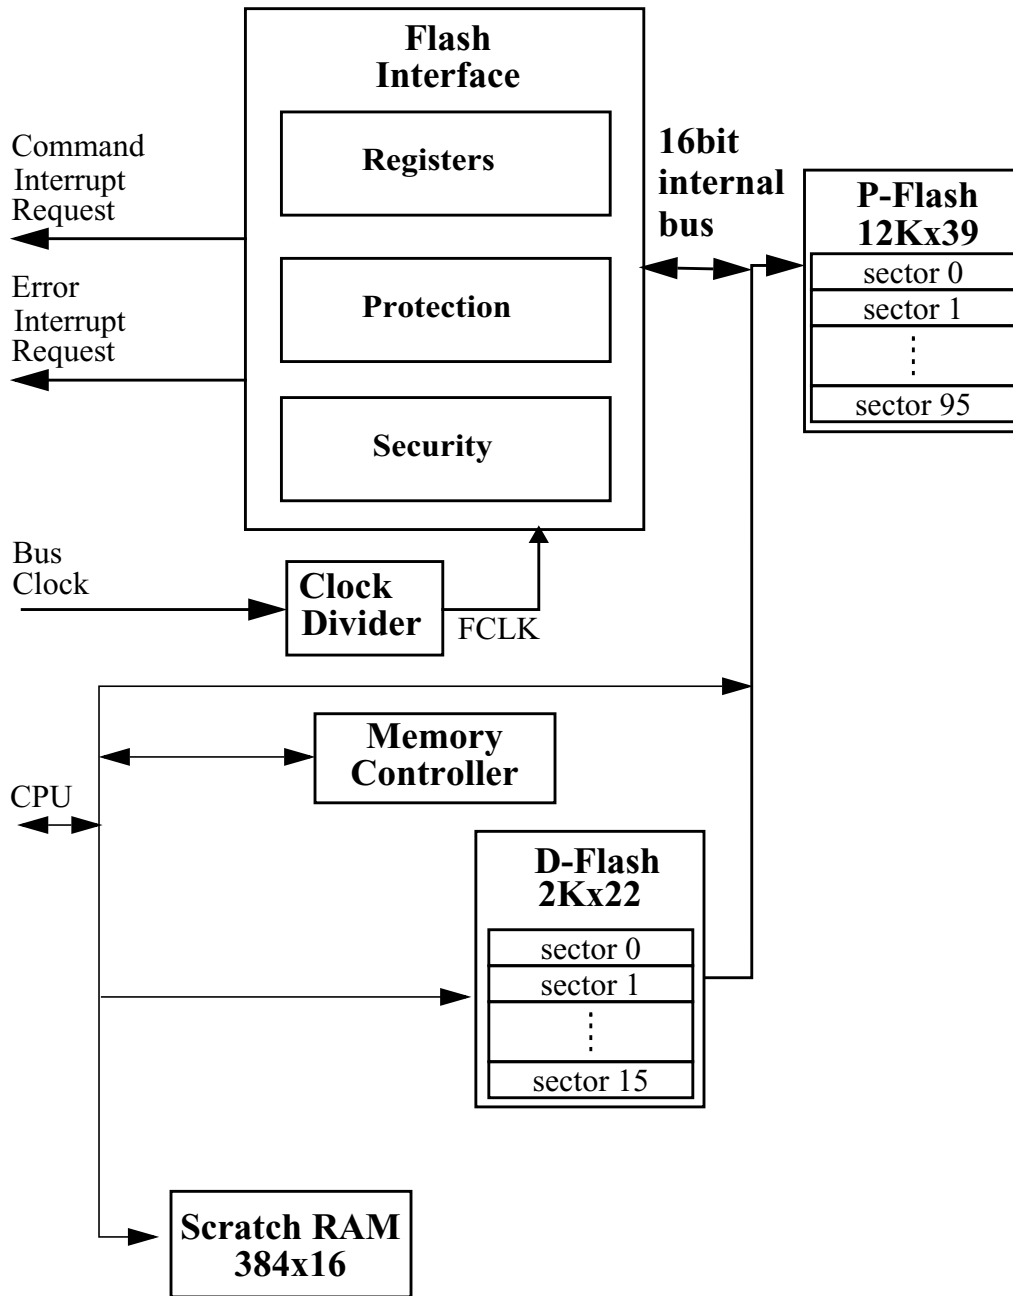 Flash
Interface
Registers
Protection
Security
Command
Interrupt
Request
Error
Interrupt
Request
16bit
internal
bus
P-Flash
12Kx39
sector 0
sector 1
sector 95
Bus
Clock
Clock
Divider
FCLK
Memory
Controller
CPU
D-Flash
2Kx22
sector 0
sector 1
sector 15
Scratch RAM
384x16